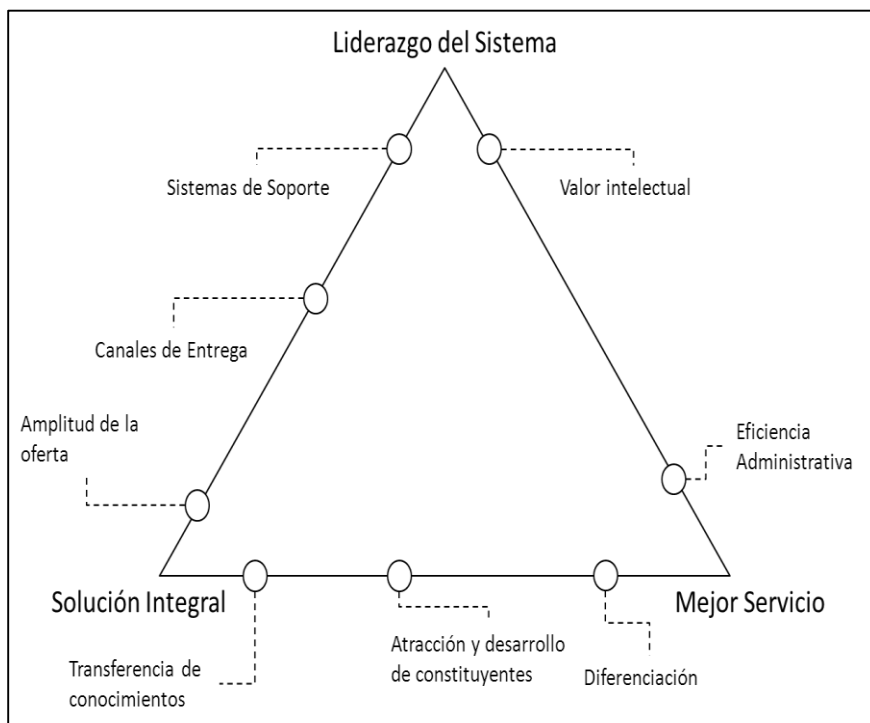 Liderazgo del Sistema
Sistemas de Soporte
Valor intelectual
Canales de Entrega
Amplitud de la
oferta
Eficiencia
Administrativa
Solución Integral
Mejor Servicio
Transferencia de
conocimientos
Atracción y desarrollo
de constituyentes
Diferenciación